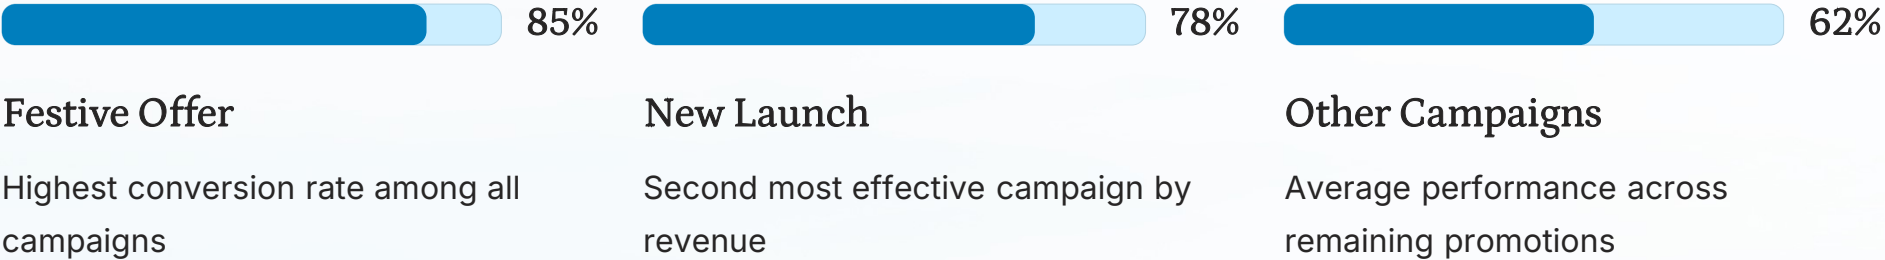 85%
Festive Offer
Highest conversion rate among all
campaigns
78%
New Launch
Second most effective campaign by
revenue
62%
Other Campaigns
Average performance across
remaining promotions